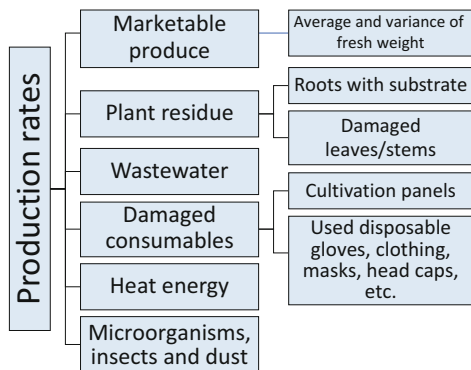 Production rates
Marketable
produce
Average and variance of
fresh weight
Plant residue
Roots with substrate
Damaged
leaves/stems
Wastewater
Damaged
consumables
Cultivation panels
Used disposable
gloves, clothing,
masks, head caps,
etc.
Heat energy
Microorganisms,
insects and dust